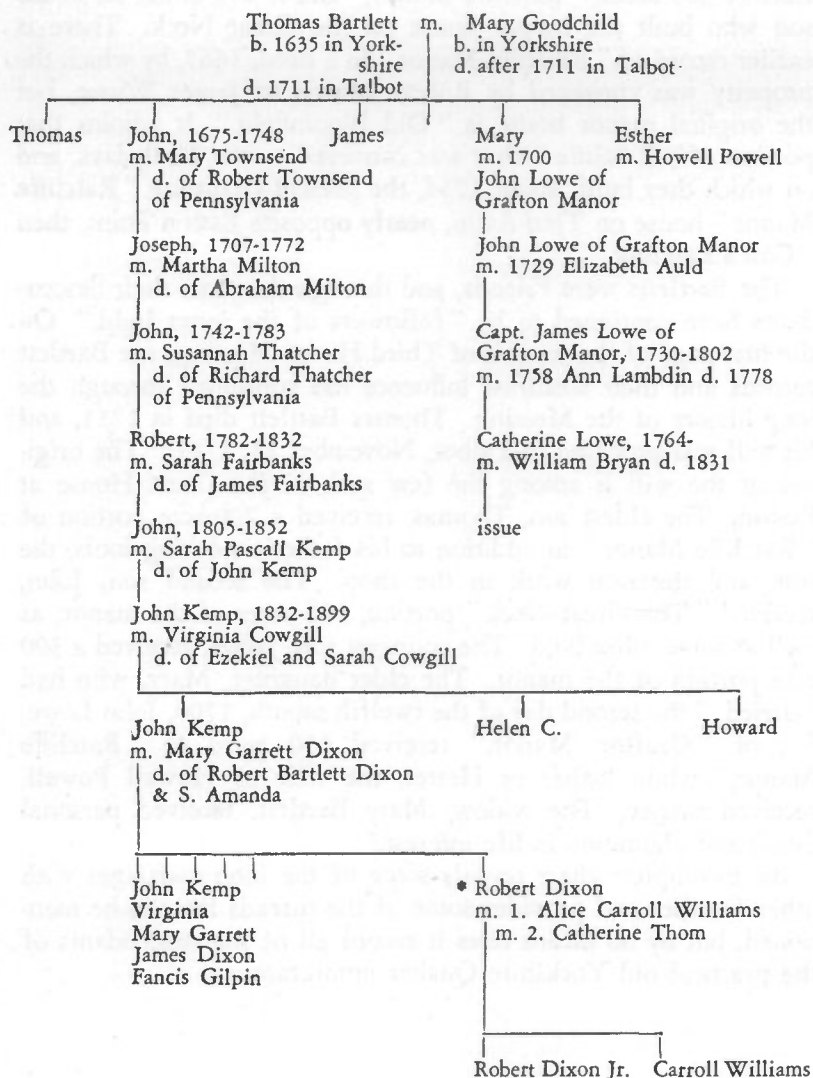 Thomas Bartlett m. Mary Goodchild
b. 1635 in York-
shire
d. 1711 in Talbot
b. in Yorkshire
d. after 1711 in Talbot
Thomas
John, 1675-1748
m. Mary Townsend
d. of Robert Townsend
of Pennsylvania
James
Mary
m. 1700
John Lowe of
Grafton Manor
Esther
m. Howell Powell
Joseph, 1707-1772
m. Martha Milton
d. of Abraham Milton
John Lowe of Grafton Manor
m. 1729 Elizabeth Auld
John, 1742-1783
m. Susannah Thatcher
d. of Richard Thatcher
of Pennsylvania
Capt. James Lowe of
Grafton Manor, 1730-1802
m. 1758 Ann Lambdin d. 1778
Robert, 1782-1832
m. Sarah Fairbanks
d. of James Fairbanks
Catherine Lowe, 1764-
m. William Bryan d. 1831
John, 1805-1852
m. Sarah Pascall Kemp
d. of John Kemp
issue
John Kemp, 1832-1899
m. Virginia Cowgill
d. of Ezekiel and Sarah Cowgill
John Kemp
m. Mary Garrett Dixon
d. of Robert Bartlett Dixon
& S. Amanda
Helen C.
Howard
John Kemp
Virginia
Mary Garrett
James Dixon
Fancis Gilpin
* Robert Dixon
m. 1. Alice Carroll Williams
m. 2. Catherine Thom
Robert Dixon Jr. Carroll Williams